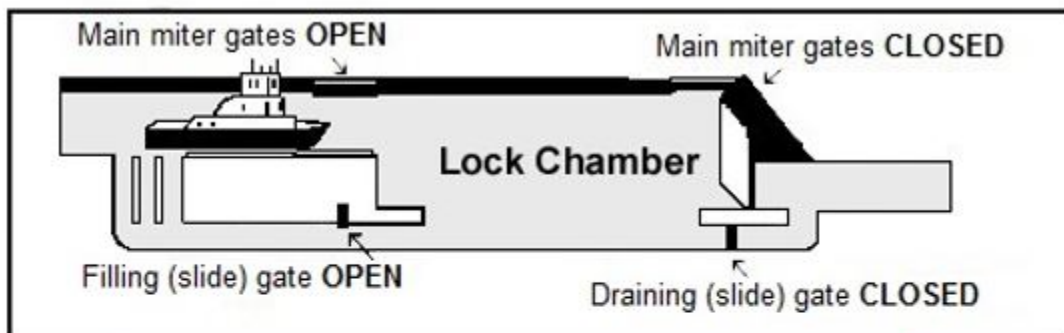 Main miter gates OPEN
Main miter gates CLOSED
Lock Chamber
Filling (slide) gate OPEN
Draining (slide) gate CLOSED